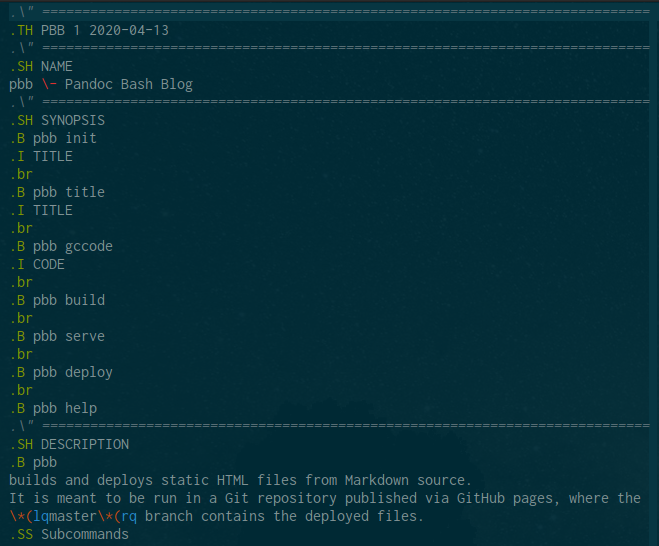 .\" =========================================================================
.TH PBB 1 2020-04-13
.\" =========================================================================
.SH NAME
pbb \- Pandoc Bash Blog
.\" =========================================================================
.SH SYNOPSIS
.B pbb init
.I TITLE
.br
.B pbb title
.I TITLE
.br
.B pbb gccode
.I CODE
.br
.B pbb build
.br
.B pbb serve
.br
.B pbb deploy
.br
.B pbb help
.\" =========================================================================
.SH DESCRIPTION
.B pbb
builds and deploys static HTML files from Markdown source.
It is meant to be run in a Git repository published via GitHub pages, where the
\*(lqmaster\*(rq branch contains the deployed files.
.SS Subcommands